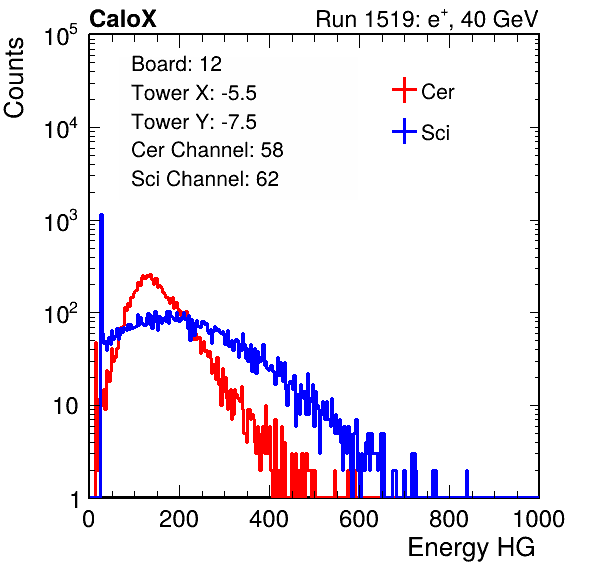 CaloX Run 1519: e⁺, 40 GeV
Counts
10⁵
10⁴
10³
10²
10
1
Board: 12
Tower X: -5.5
Tower Y: -7.5
Cer Channel: 58
Sci Channel: 62
Cer
Sci
0 200 400 600 800 1000
Energy HG